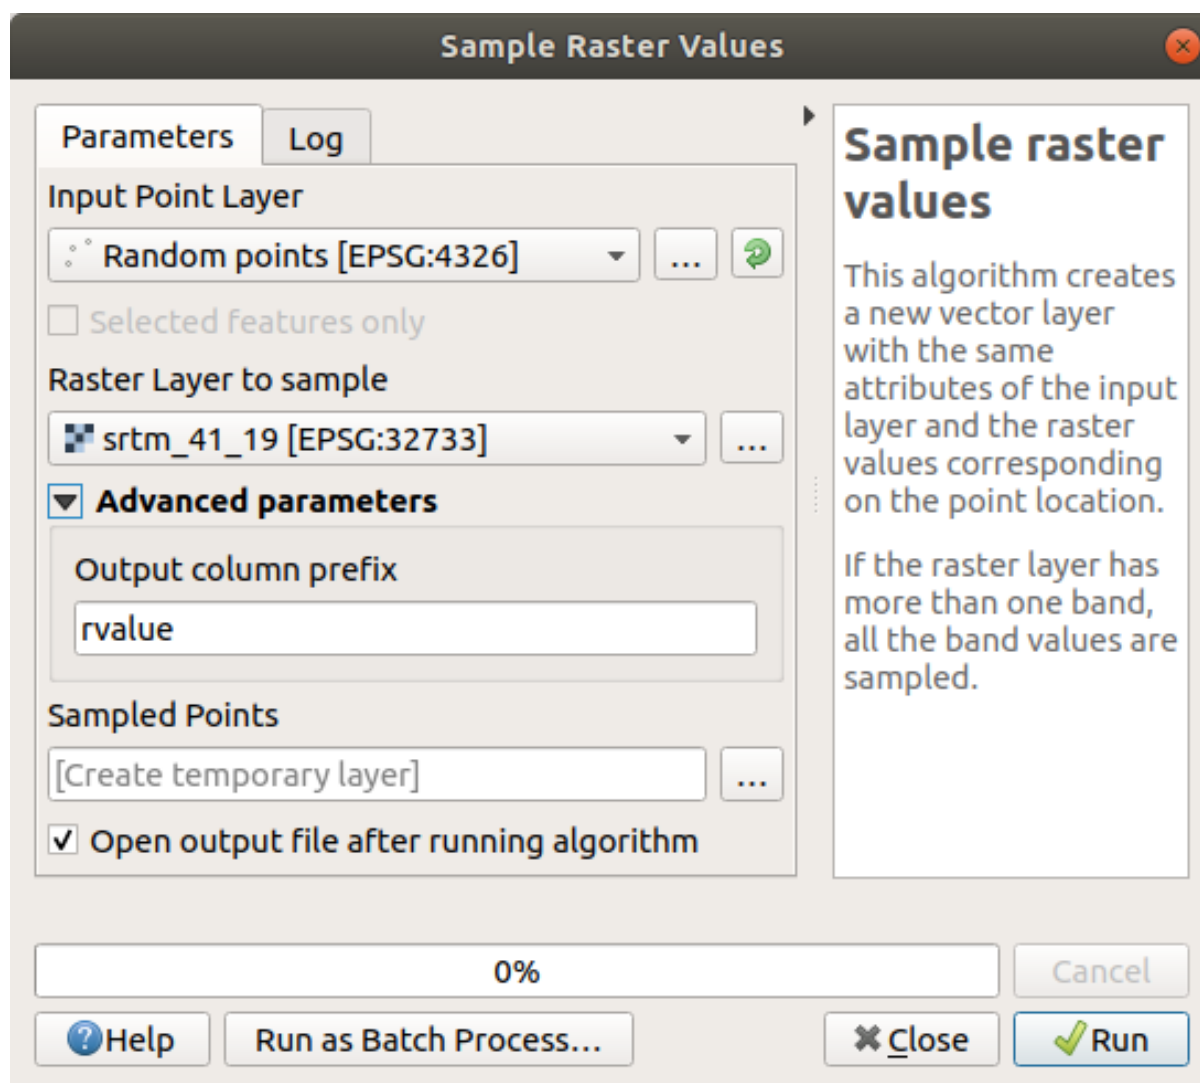 Sample Raster Values
Parameters
Log
Input Point Layer
Random points [EPSG:4326]
...
Selected features only
Raster Layer to sample
srtm_41_19 [EPSG:32733]
...
Advanced parameters
Output column prefix
rvalue
Sampled Points
[Create temporary layer]
...
Open output file after running algorithm
Sample raster
values
This algorithm creates
a new vector layer
with the same
attributes of the input
layer and the raster
values corresponding
on the point location.
If the raster layer has
more than one band,
all the band values are
sampled.
0%
Cancel
Help
Run as Batch Process...
Close
Run